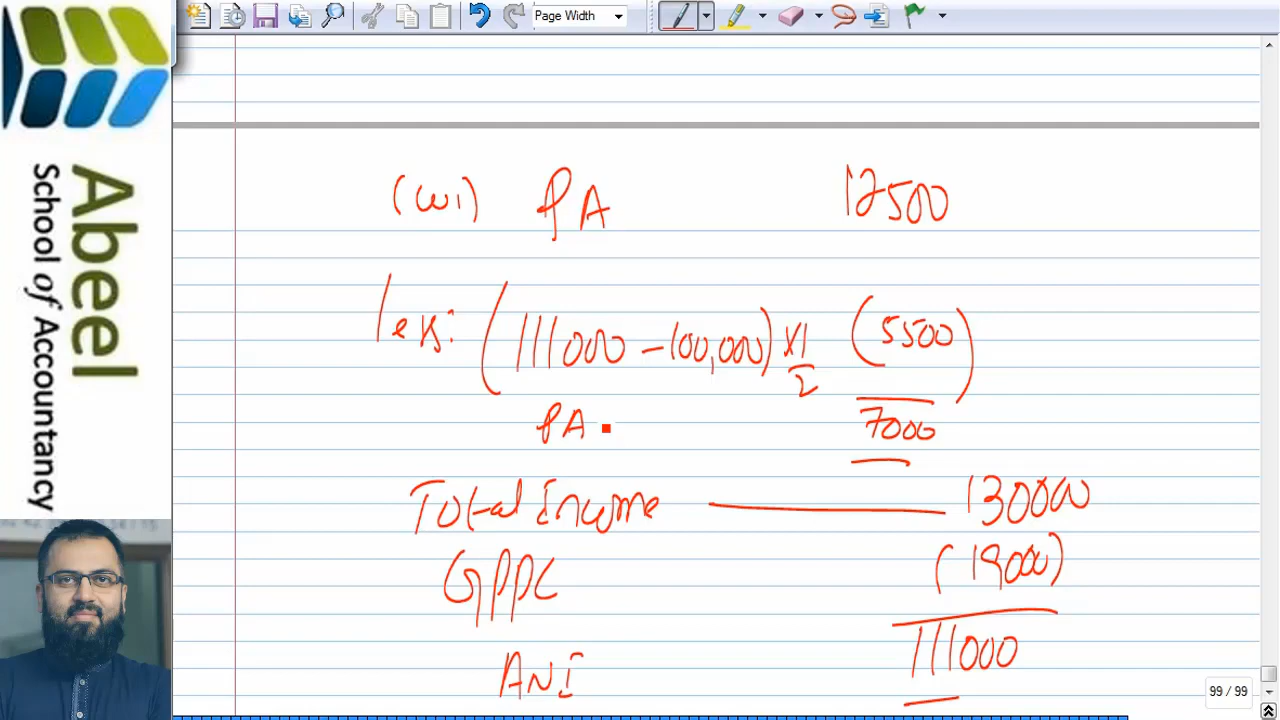 Page Width
Abeel
School of Accountancy
(W1) PA 12500
less: (111000 - 100,000) x 1/2 (5500)
PA 7000
Total Income 130000
GPPC (19000)
ANI 111000
99 / 99